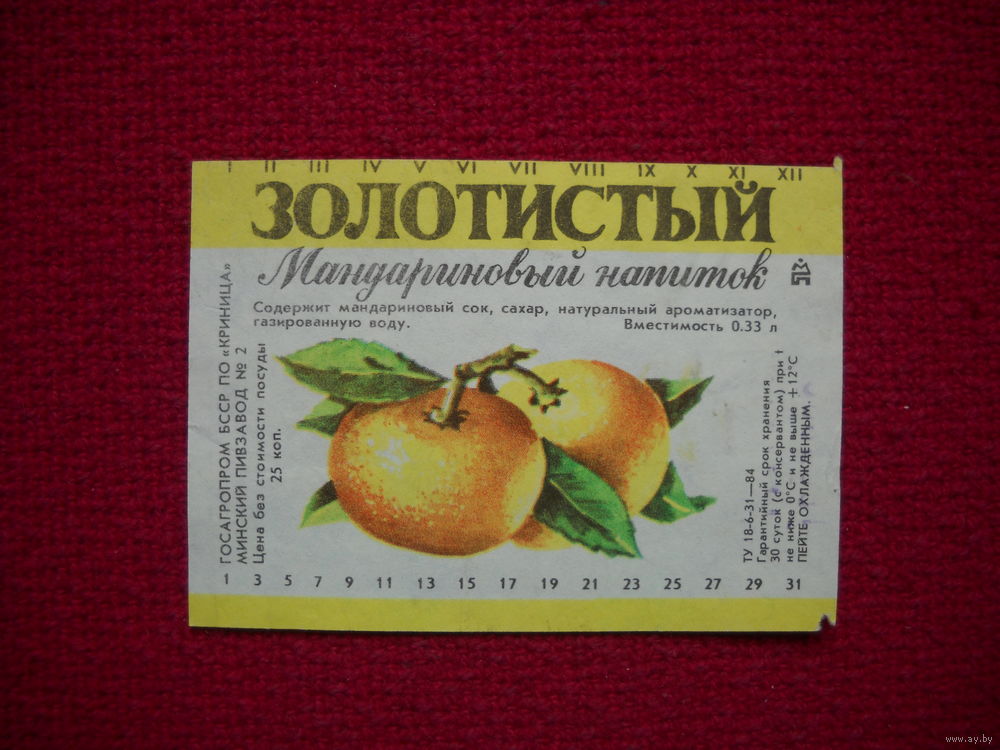 I II III IV V VI VII VIII IX X XI XII
ЗОЛОТИСТЫЙ
Мандариновый напиток
Содержит мандариновый сок, сахар, натуральный ароматизатор,
газированную воду. Вместимость 0.33 л
ГОСАГРОПРОМ БССР ПО «КРИНИЦА»
МИНСКИЙ ПИВЗАВОД № 2
Цена без стоимости посуды
25 коп.
ТУ 18-6-31—84
Гарантийный срок хранения
30 суток (с консервантом) при t
не ниже 0°С и не выше +12°С
ПЕЙТЕ ОХЛАЖДЕННЫМ.
1 3 5 7 9 11 13 15 17 19 21 23 25 27 29 31
www.ay.by